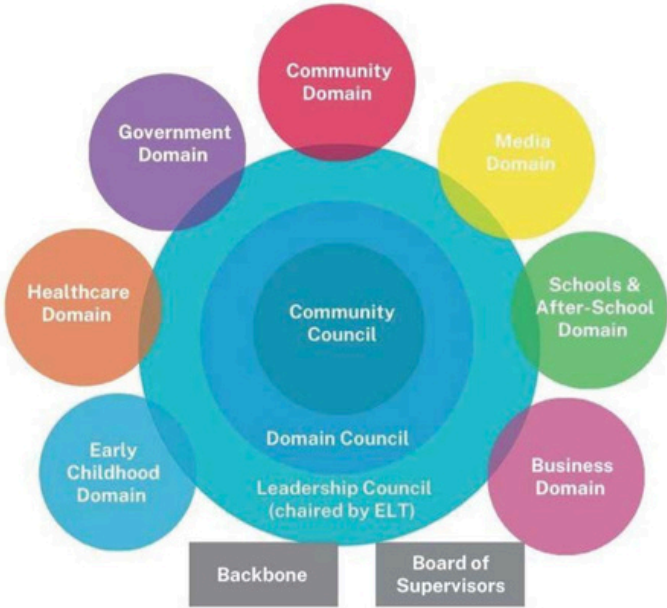 Community
Domain
Government
Domain
Media
Domain
Healthcare
Domain
Schools &
After-School
Domain
Community
Council
Domain Council
Early
Childhood
Domain
Leadership Council
(chaired by ELT)
Business
Domain
Backbone
Board of
Supervisors